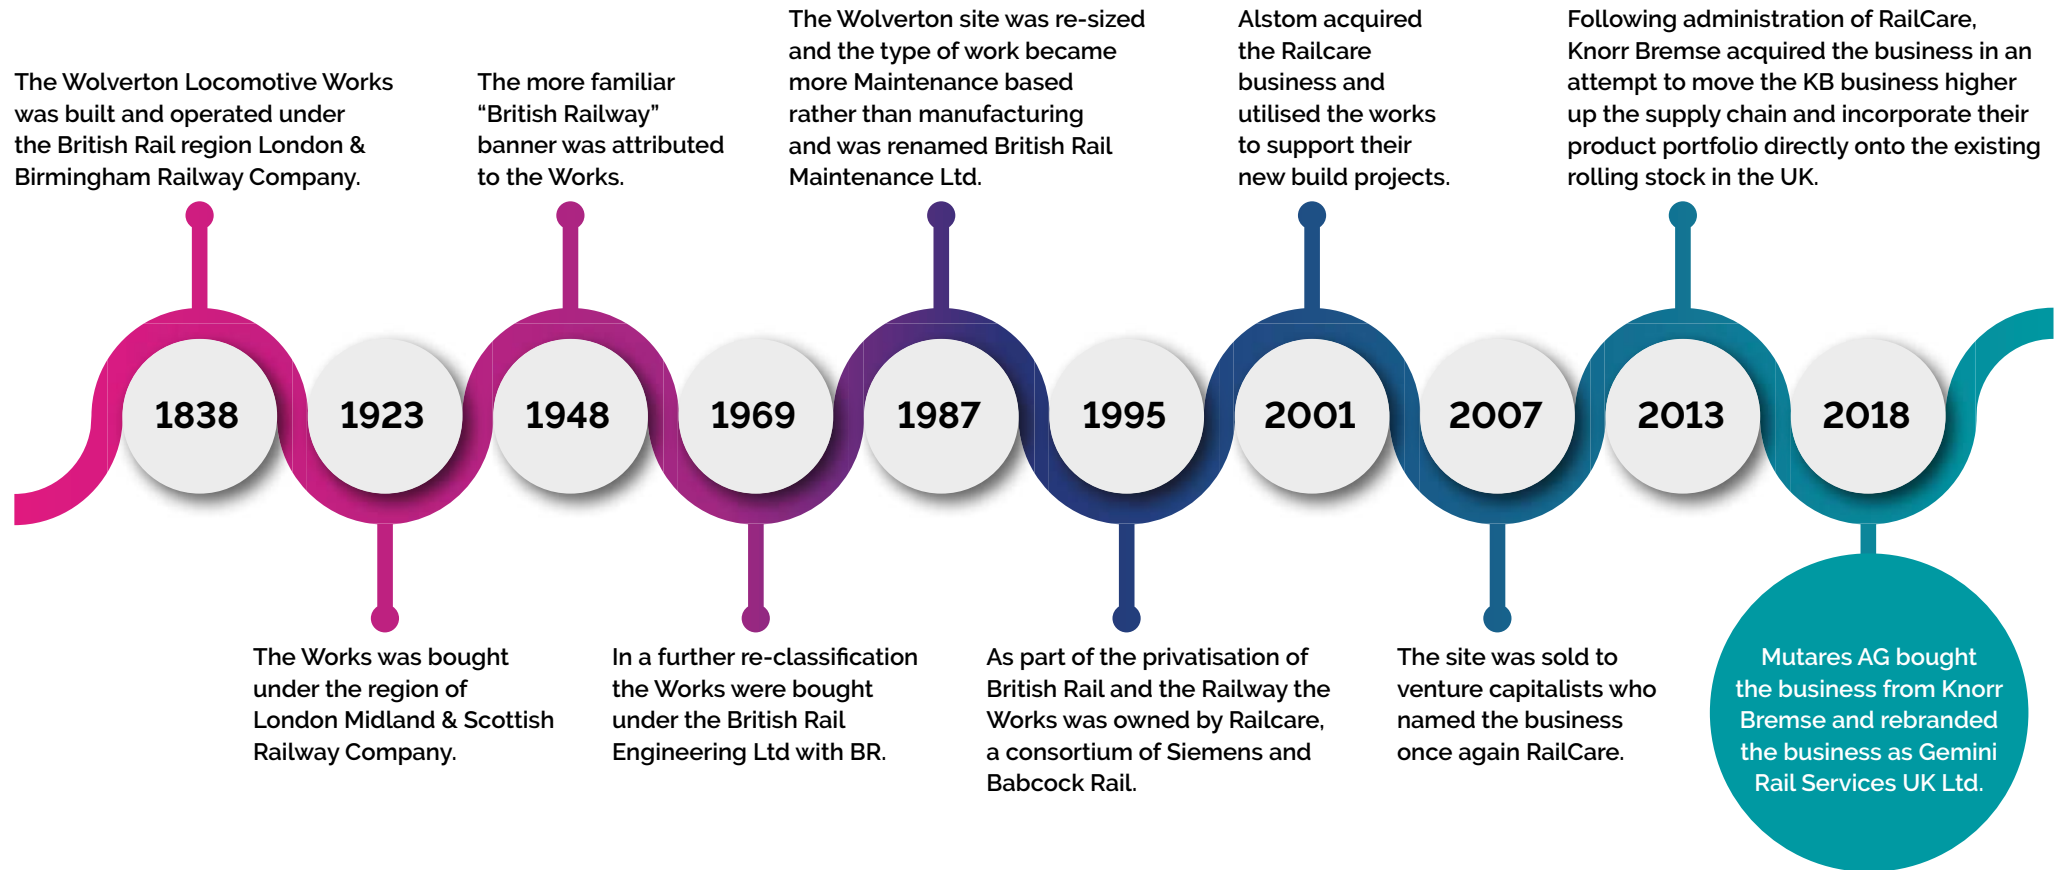 The Wolverton Locomotive Works
was built and operated under
the British Rail region London &
Birmingham Railway Company.
The more familiar
“British Railway”
banner was attributed
to the Works.
The Wolverton site was re-sized
and the type of work became
more Maintenance based
rather than manufacturing
and was renamed British Rail
Maintenance Ltd.
Alstom acquired
the Railcare
business and
utilised the works
to support their
new build projects.
Following administration of RailCare,
Knorr Bremse acquired the business in an
attempt to move the KB business higher
up the supply chain and incorporate their
product portfolio directly onto the existing
rolling stock in the UK.
1838
1923
1948
1969
1987
1995
2001
2007
2013
2018
The Works was bought
under the region of
London Midland & Scottish
Railway Company.
In a further re-classification
the Works were bought
under the British Rail
Engineering Ltd with BR.
As part of the privatisation of
British Rail and the Railway the
Works was owned by Railcare,
a consortium of Siemens and
Babcock Rail.
The site was sold to
venture capitalists who
named the business
once again RailCare.
Mutares AG bought
the business from Knorr
Bremse and rebranded
the business as Gemini
Rail Services UK Ltd.